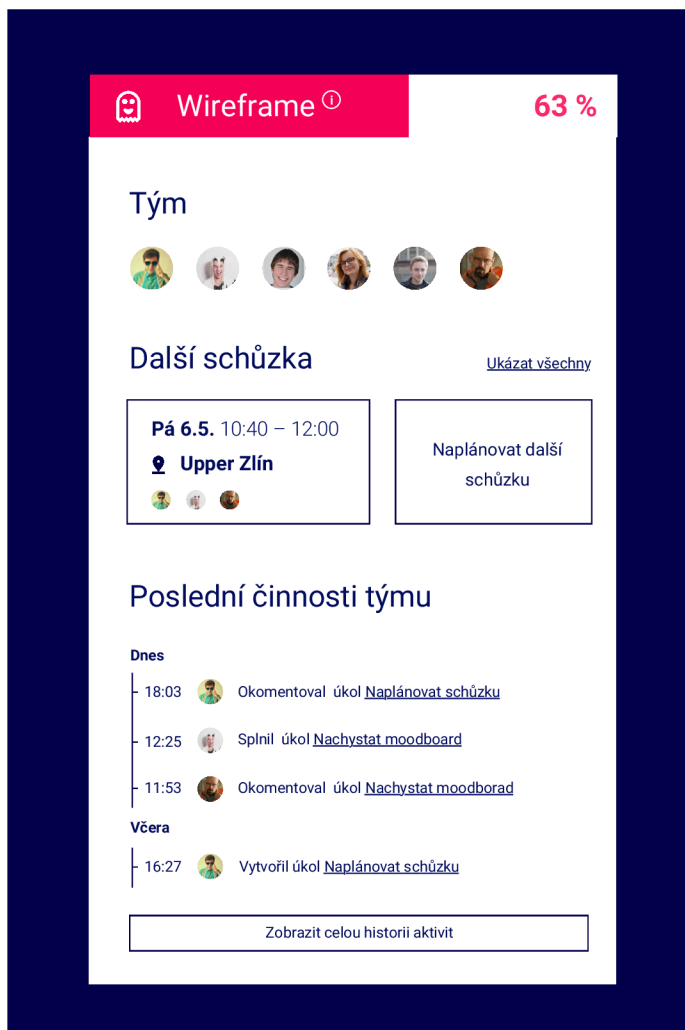 Wireframe i
63 %
Tým
Další schůzka
Ukázat všechny
Pá 6.5. 10:40 – 12:00
Upper Zlín
Naplánovat další
schůzku
Poslední činnosti týmu
Dnes
18:03 Okomentoval úkol Naplánovat schůzku
12:25 Splnil úkol Nachystat moodboard
11:53 Okomentoval úkol Nachystat moodborad
Včera
16:27 Vytvořil úkol Naplánovat schůzku
Zobrazit celou historii aktivit